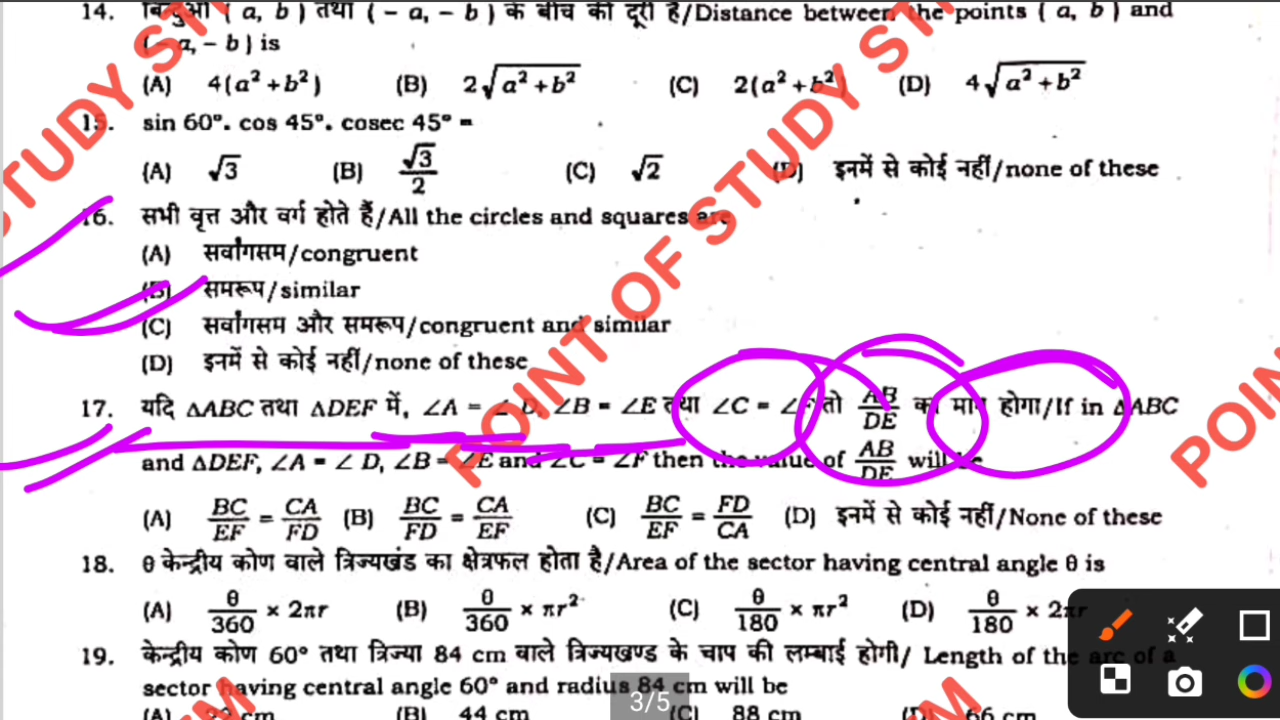 14. बिन्दुओं ( a, b ) तथा ( – a, – b ) के बीच की दूरी है/Distance between the points ( a, b ) and
( – a, – b ) is
(A) 4(a² + b²) (B) 2√(a² + b²) (C) 2(a² + b²) (D) 4√(a² + b²)
15. sin 60°. cos 45°. cosec 45° =
(A) √3 (B) √3/2 (C) √2 (D) इनमें से कोई नहीं/none of these
16. सभी वृत्त और वर्ग होते हैं/All the circles and squares are
(A) सर्वांगसम/congruent
(B) समरूप/similar
(C) सर्वांगसम और समरूप/congruent and similar
(D) इनमें से कोई नहीं/none of these
17. यदि ΔABC तथा ΔDEF में, ∠A = ∠ D, ∠B = ∠E तथा ∠C = ∠F तो AB/DE का मान होगा/If in ΔABC
and ΔDEF, ∠A = ∠ D, ∠B = ∠E and ∠C = ∠F then the value of AB/DE will be
(A) BC/EF = CA/FD (B) BC/FD = CA/EF (C) BC/EF = FD/CA (D) इनमें से कोई नहीं/None of these
18. θ केन्द्रीय कोण वाले त्रिज्यखंड का क्षेत्रफल होता है/Area of the sector having central angle θ is
(A) θ/360 × 2πr (B) θ/360 × πr² (C) θ/180 × πr² (D) θ/180 × 2πr
19. केन्द्रीय कोण 60° तथा त्रिज्या 84 cm वाले त्रिज्यखण्ड के चाप की लम्बाई होगी/ Length of the arc of a
sector having central angle 60° and radius 84 cm will be
(A) cm (B) 44 cm (C) 88 cm (D) 66 cm
3/5
POINT OF STUDY